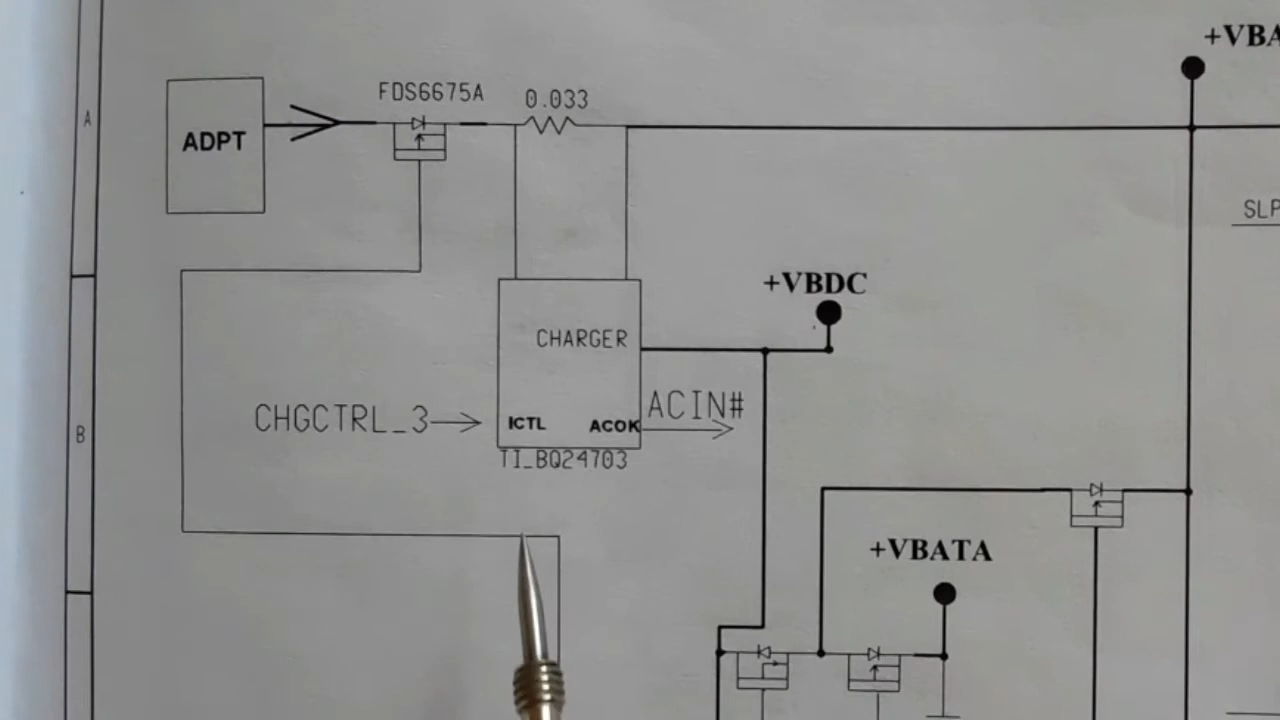 +VBA
FDS6675A
0.033
A
ADPT
SLP
+VBDC
CHARGER
CHGCTRL_3
ACIN#
ICTL
ACOK
B
TI_BQ24703
+VBATA